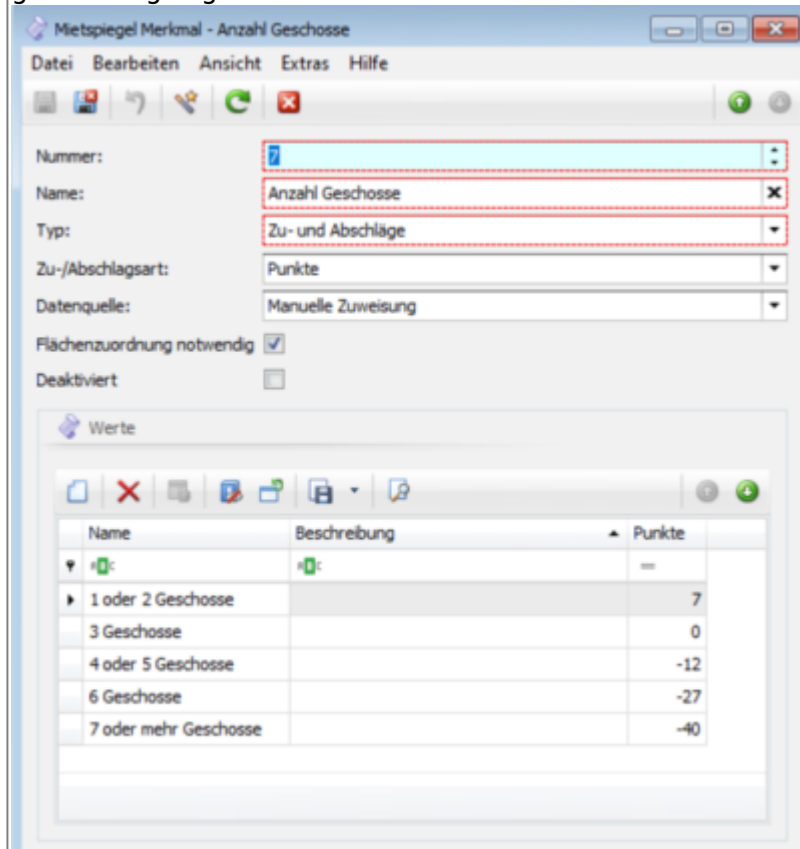 Mietspiegel Merkmal - Anzahl Geschosse
Datei Bearbeiten Ansicht Extras Hilfe
Nummer: 7
Name: Anzahl Geschosse
Typ: Zu- und Abschläge
Zu-/Abschlagsart: Punkte
Datenquelle: Manuelle Zuweisung
Flächenzuordnung notwendig
Deaktiviert
Werte
Name Beschreibung Punkte
1 oder 2 Geschosse 7
3 Geschosse 0
4 oder 5 Geschosse -12
6 Geschosse -27
7 oder mehr Geschosse -40